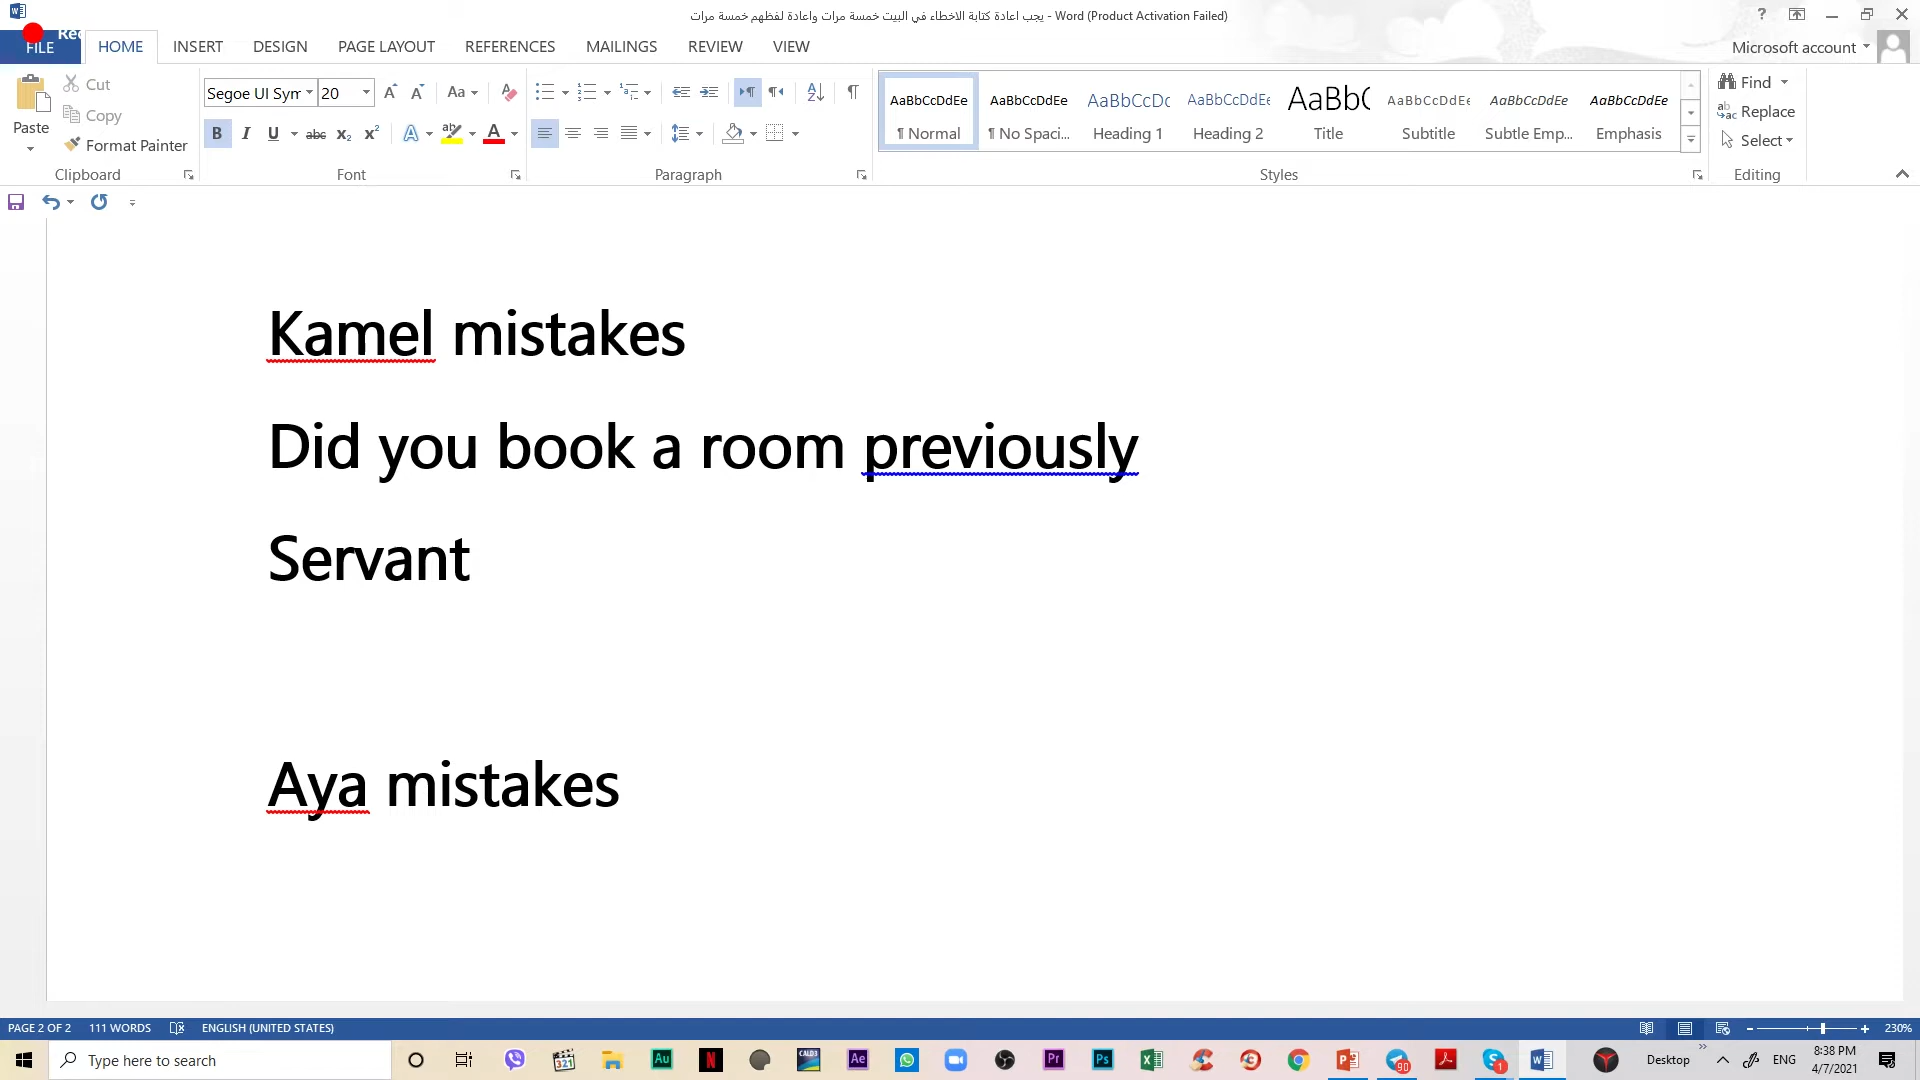 يجب اعادة كتابة الاخطاء في البيت خمسة مرات واعادة لفظهم خمسة مرات - Word (Product Activation Failed)
FILE HOME INSERT DESIGN PAGE LAYOUT REFERENCES MAILINGS REVIEW VIEW Microsoft account
Paste
Cut
Copy
Format Painter
Clipboard
Segoe UI Sym 20
Font
Paragraph
AaBbCcDdEe AaBbCcDdEe AaBbCcDc AaBbCcDdEe AaBb( AaBbCcDdEe AaBbCcDdEe AaBbCcDdEe
¶ Normal ¶ No Spaci... Heading 1 Heading 2 Title Subtitle Subtle Emp... Emphasis
Styles
Find
Replace
Select
Editing
Kamel mistakes
Did you book a room previously
Servant
Aya mistakes
PAGE 2 OF 2 111 WORDS ENGLISH (UNITED STATES) 230%
Type here to search
Desktop ENG 8:38 PM
4/7/2021